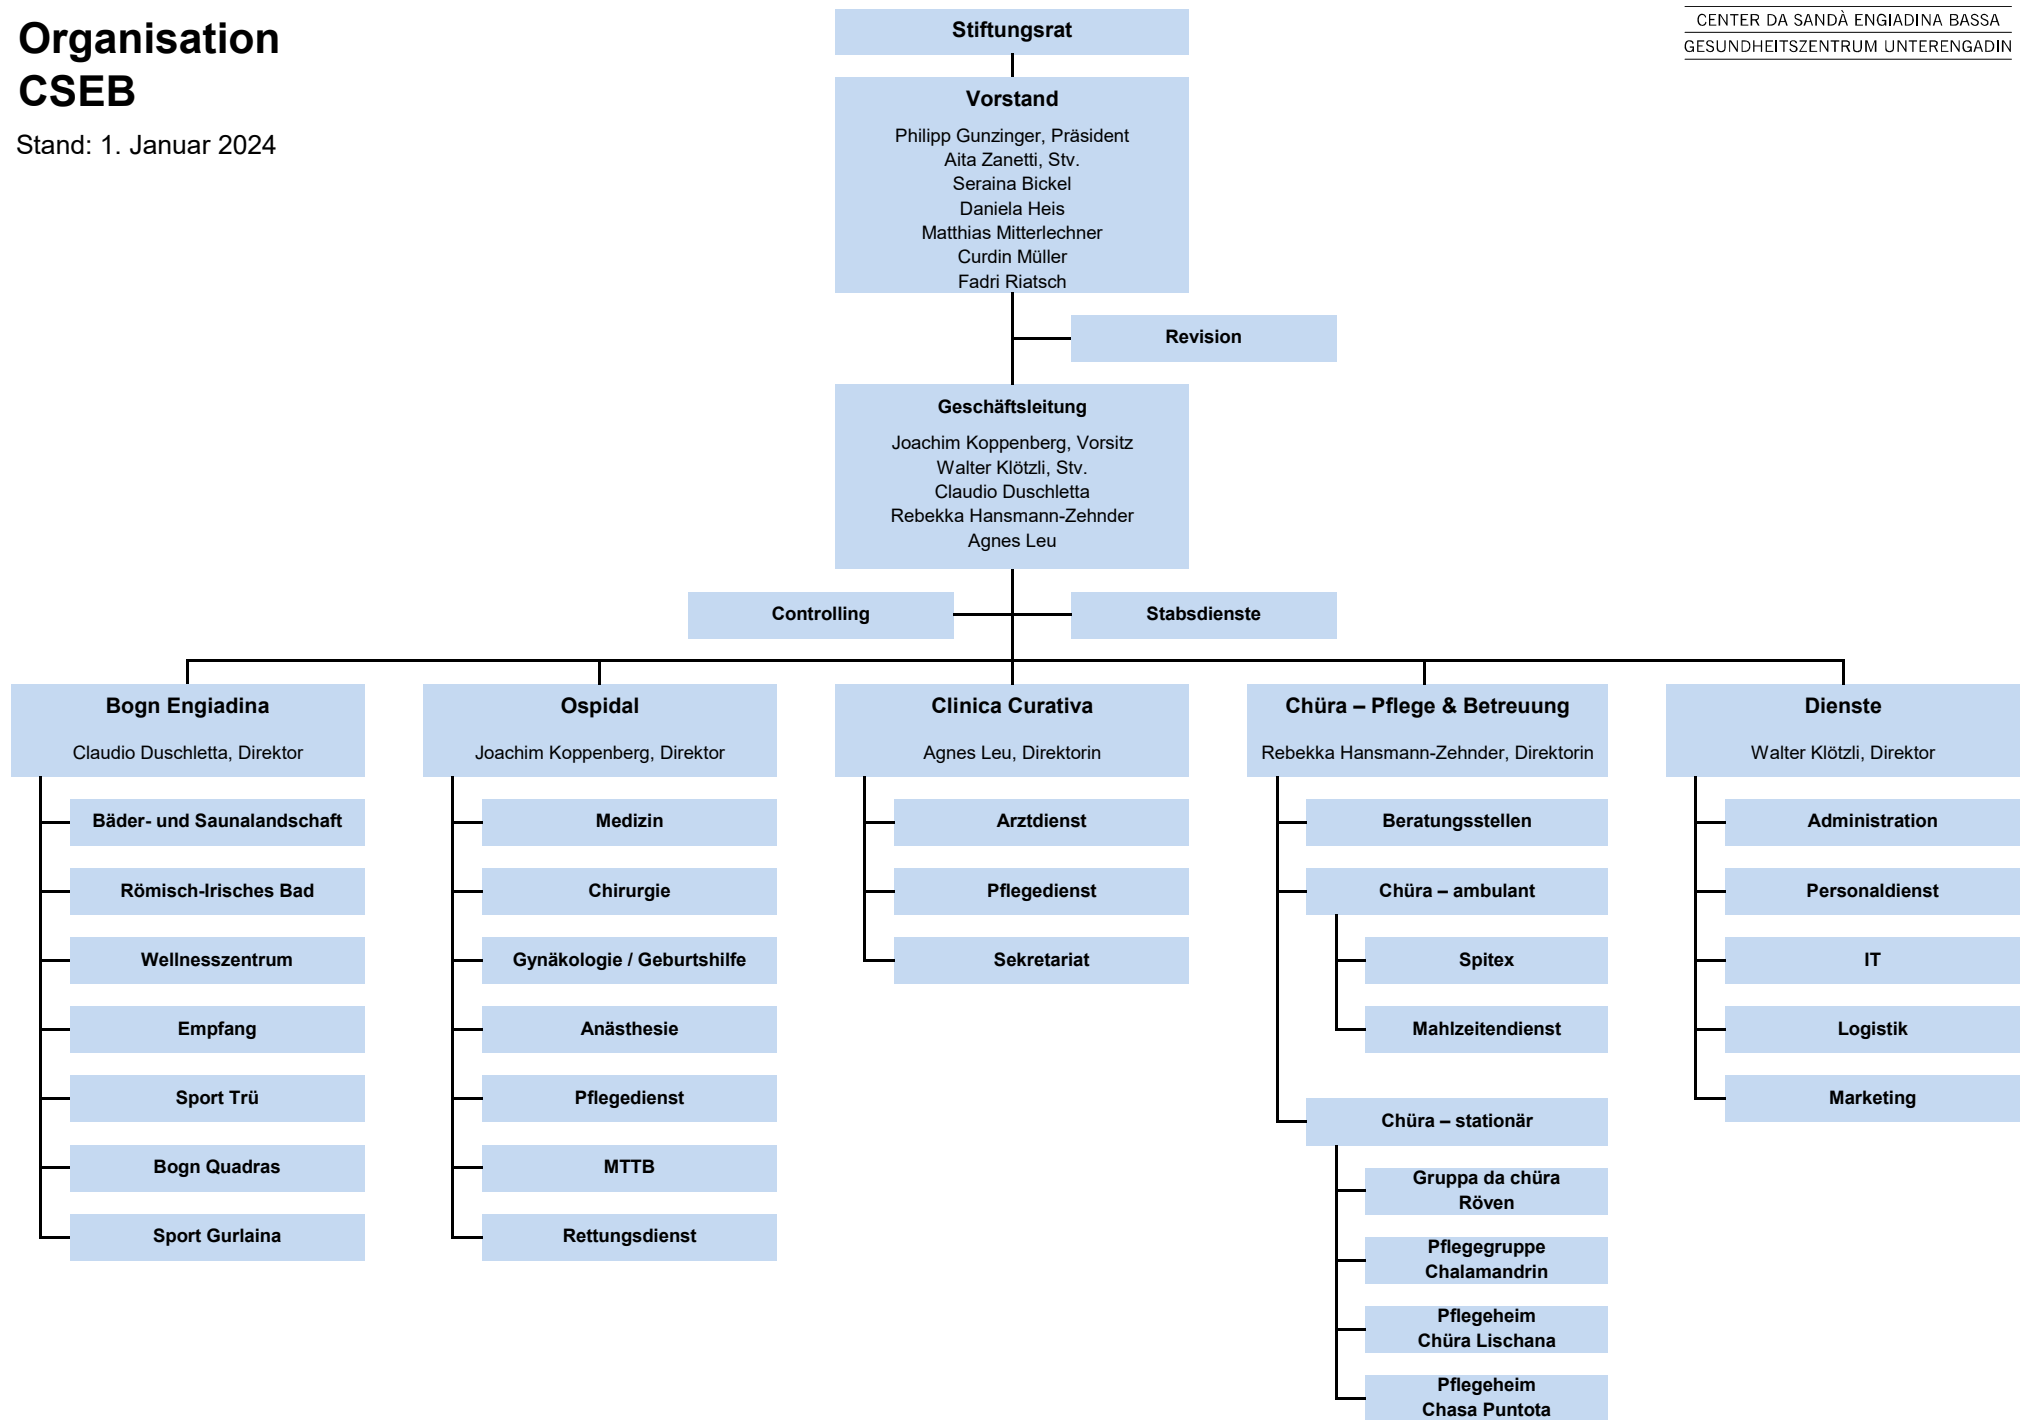 Organisation
CSEB
Stand: 1. Januar 2024
CENTER DA SANDÀ ENGIADINA BASSA
GESUNDHEITSZENTRUM UNTERENGADIN
Stiftungsrat
Vorstand
Philipp Gunzinger, Präsident
Aita Zanetti, Stv.
Seraina Bickel
Daniela Heis
Matthias Mitterlechner
Curdin Müller
Fadri Riatsch
Revision
Geschäftsleitung
Joachim Koppenberg, Vorsitz
Walter Klötzli, Stv.
Claudio Duschletta
Rebekka Hansmann-Zehnder
Agnes Leu
Controlling
Stabsdienste
Bogn Engiadina
Claudio Duschletta, Direktor
Bäder- und Saunalandschaft
Römisch-Irisches Bad
Wellnesszentrum
Empfang
Sport Trü
Bogn Quadras
Sport Gurlaina
Ospidal
Joachim Koppenberg, Direktor
Medizin
Chirurgie
Gynäkologie / Geburtshilfe
Anästhesie
Pflegedienst
MTTB
Rettungsdienst
Clinica Curativa
Agnes Leu, Direktorin
Arztdienst
Pflegedienst
Sekretariat
Chüra – Pflege & Betreuung
Rebekka Hansmann-Zehnder, Direktorin
Beratungsstellen
Chüra – ambulant
Spitex
Mahlzeitendienst
Chüra – stationär
Gruppa da chüra
Röven
Pflegegruppe
Chalamandrin
Pflegeheim
Chüra Lischana
Pflegeheim
Chasa Puntota
Dienste
Walter Klötzli, Direktor
Administration
Personaldienst
IT
Logistik
Marketing